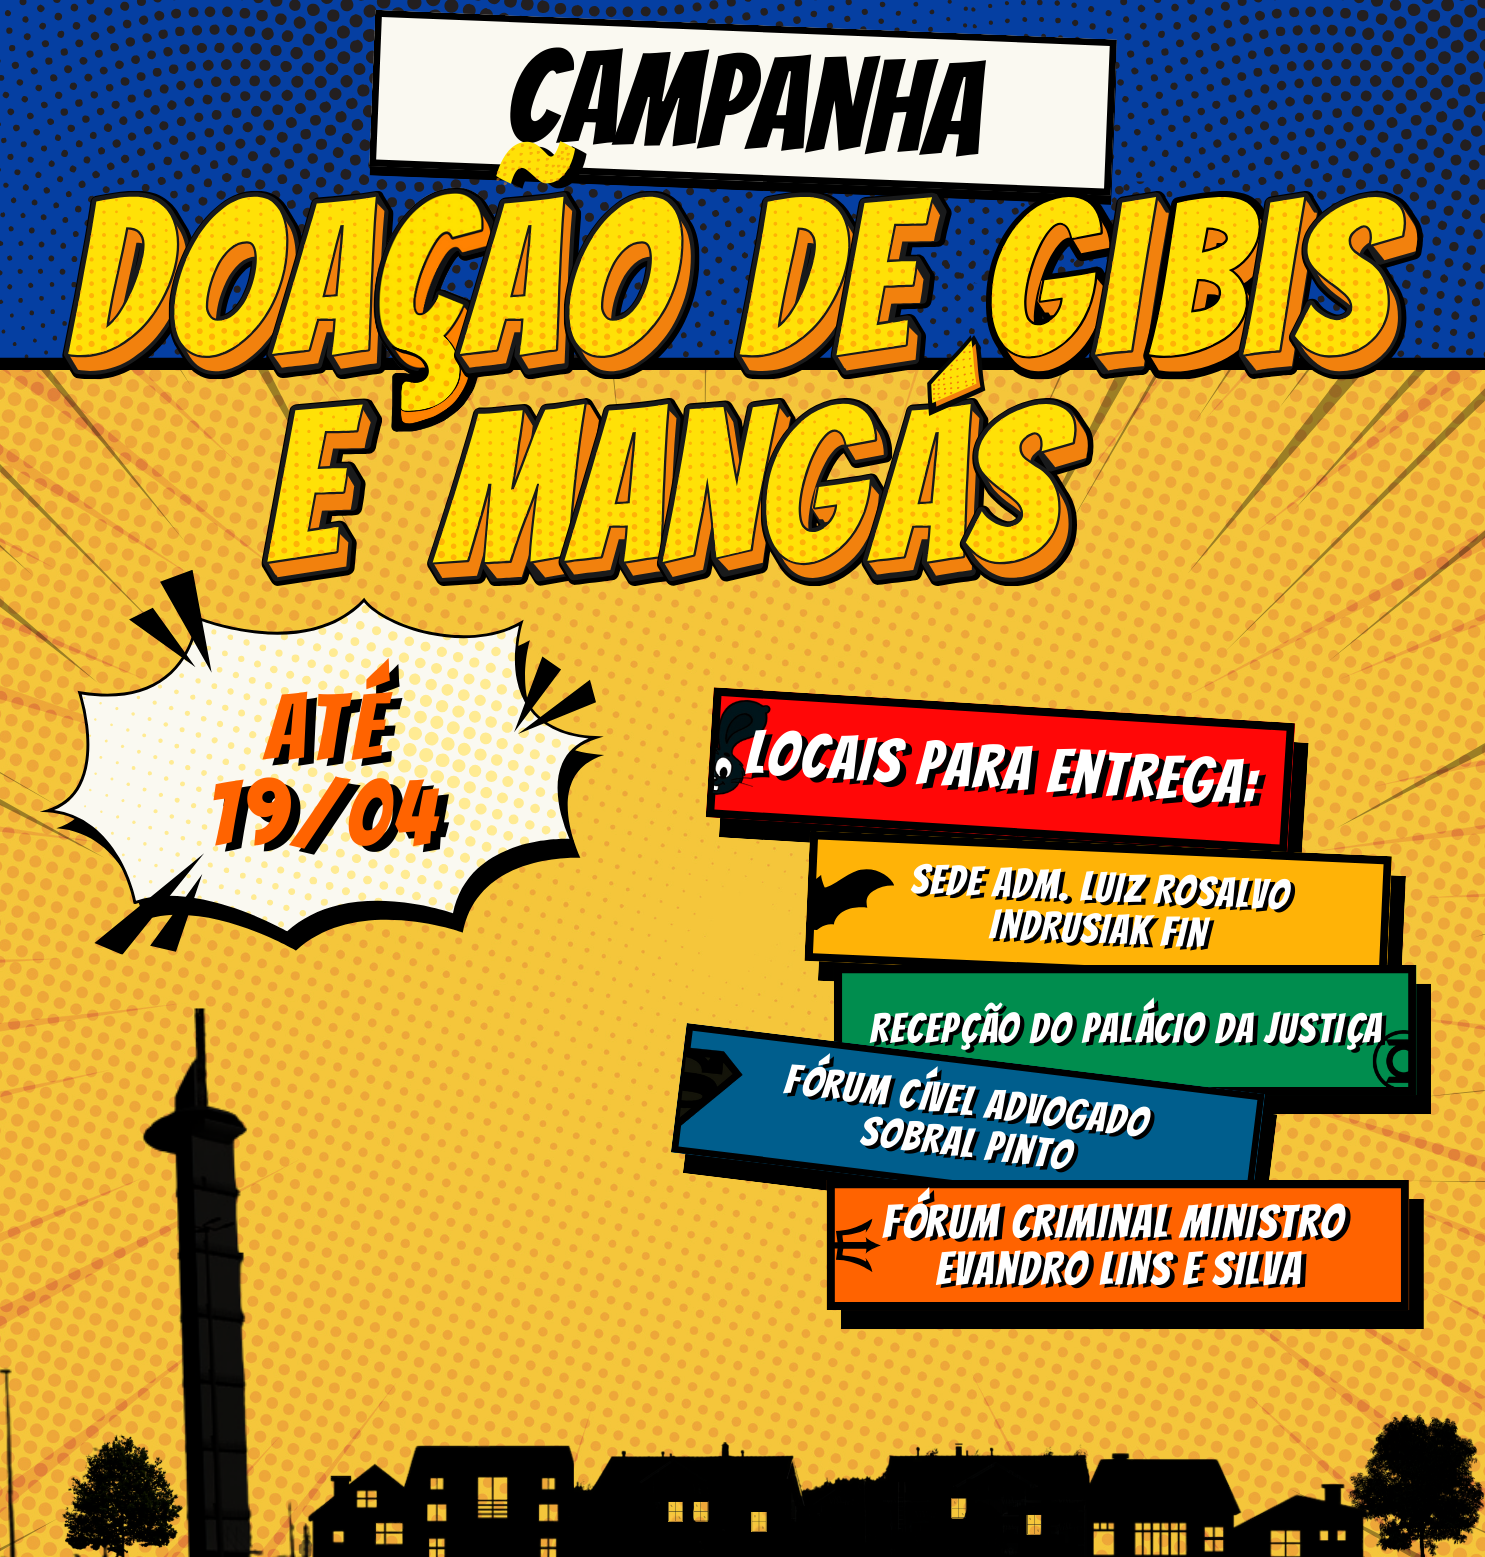 CAMPANHA
DOAÇÃO DE GIBIS
E MANGÁS
ATÉ
19/04
LOCAIS PARA ENTREGA:
SEDE ADM. LUIZ ROSALVO
INDRUSIAK FIN
RECEPÇÃO DO PALÁCIO DA JUSTIÇA
FÓRUM CÍVEL ADVOGADO
SOBRAL PINTO
FÓRUM CRIMINAL MINISTRO
EVANDRO LINS E SILVA